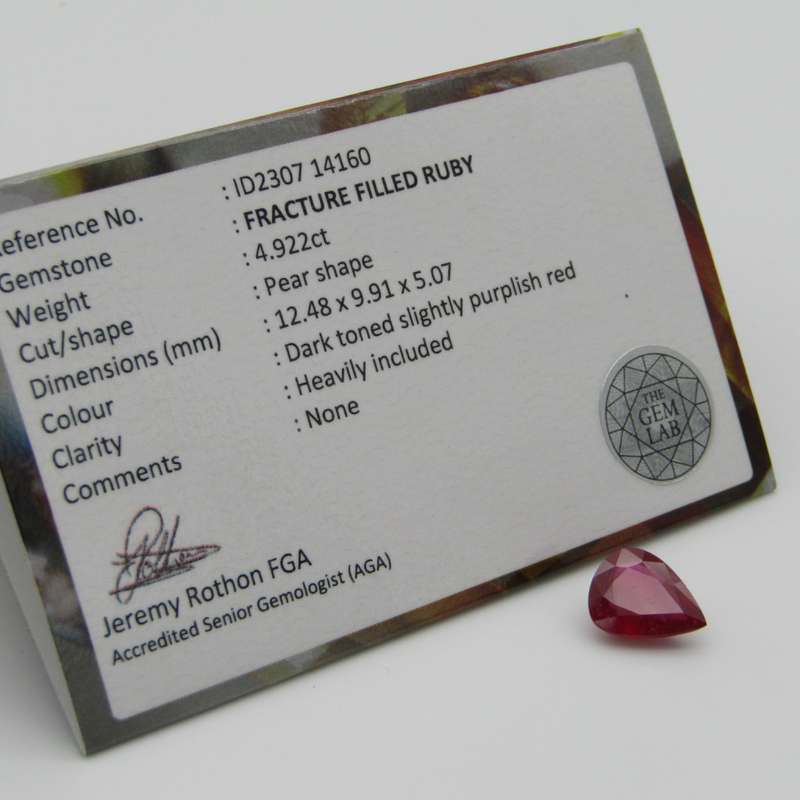 Reference No. : ID2307 14160
Gemstone : FRACTURE FILLED RUBY
Weight : 4.922ct
Cut/shape : Pear shape
Dimensions (mm) : 12.48 x 9.91 x 5.07
Colour : Dark toned slightly purplish red
Clarity : Heavily included
Comments : None
THE
GEM
LAB
JRothon
Jeremy Rothon FGA
Accredited Senior Gemologist (AGA)